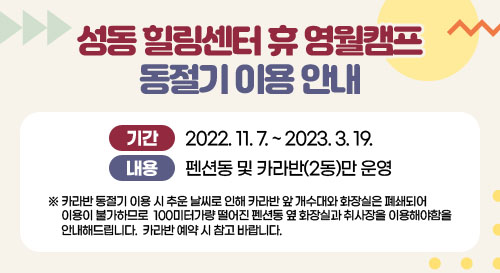 성동 힐링센터 휴 영월캠프
동절기 이용 안내
기간 2022. 11. 7. ~ 2023. 3. 19.
내용 펜션동 및 카라반(2동)만 운영
※ 카라반 동절기 이용 시 추운 날씨로 인해 카라반 앞 개수대와 화장실은 폐쇄되어
이용이 불가하므로 100미터가량 떨어진 펜션동 옆 화장실과 취사장을 이용해야함을
안내해드립니다. 카라반 예약 시 참고 바랍니다.